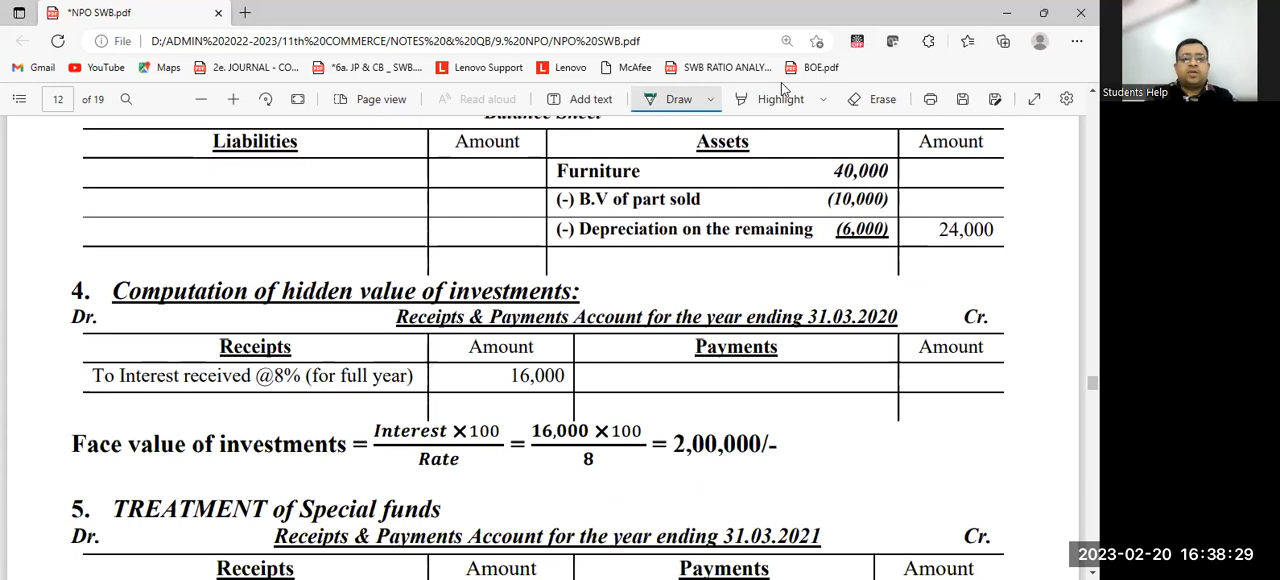 *NPO SWB.pdf
File D:/ADMIN%202022-2023/11th%20COMMERCE/NOTES%20&%20QB/9.%20NPO/NPO%20SWB.pdf
Gmail YouTube Maps 2e. JOURNAL - CO... *6a. JP & CB _ SWB.... Lenovo Support Lenovo McAfee SWB RATIO ANALY... BOE.pdf
12 of 19 Page view Read aloud Add text Draw Highlight Erase
Students Help
Balance Sheet
Liabilities Amount Assets Amount
Furniture 40,000
(-) B.V of part sold (10,000)
(-) Depreciation on the remaining (6,000) 24,000
4. Computation of hidden value of investments:
Dr. Receipts & Payments Account for the year ending 31.03.2020 Cr.
Receipts Amount Payments Amount
To Interest received @8% (for full year) 16,000
Face value of investments = Interest ×100 / Rate = 16,000 ×100 / 8 = 2,00,000/-
5. TREATMENT of Special funds
Dr. Receipts & Payments Account for the year ending 31.03.2021 Cr.
Receipts Amount Payments Amount
2023-02-20 16:38:29